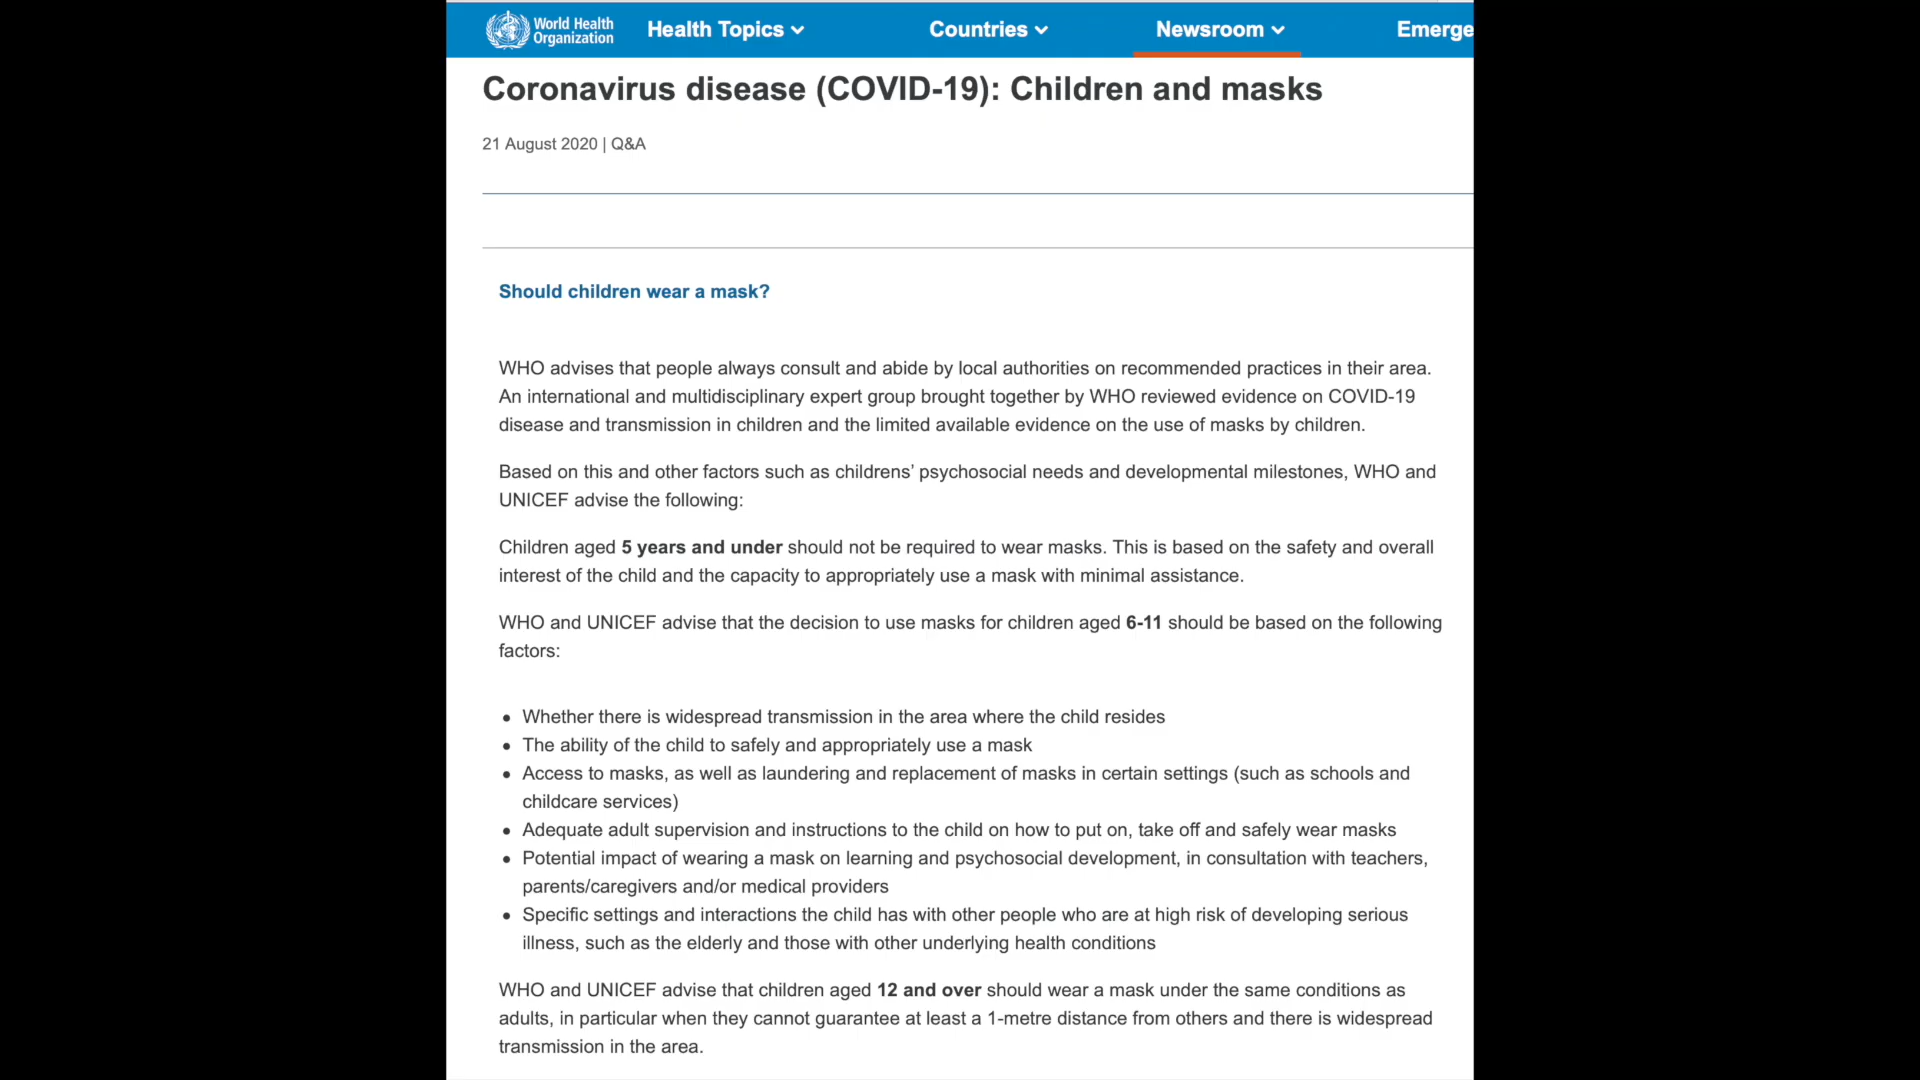 World Health
Organization
Health Topics
Countries
Newsroom
Emerge
Coronavirus disease (COVID-19): Children and masks
21 August 2020 | Q&A
Should children wear a mask?
WHO advises that people always consult and abide by local authorities on recommended practices in their area.
An international and multidisciplinary expert group brought together by WHO reviewed evidence on COVID-19
disease and transmission in children and the limited available evidence on the use of masks by children.
Based on this and other factors such as childrens’ psychosocial needs and developmental milestones, WHO and
UNICEF advise the following:
Children aged 5 years and under should not be required to wear masks. This is based on the safety and overall
interest of the child and the capacity to appropriately use a mask with minimal assistance.
WHO and UNICEF advise that the decision to use masks for children aged 6-11 should be based on the following
factors:
• Whether there is widespread transmission in the area where the child resides
• The ability of the child to safely and appropriately use a mask
• Access to masks, as well as laundering and replacement of masks in certain settings (such as schools and
childcare services)
• Adequate adult supervision and instructions to the child on how to put on, take off and safely wear masks
• Potential impact of wearing a mask on learning and psychosocial development, in consultation with teachers,
parents/caregivers and/or medical providers
• Specific settings and interactions the child has with other people who are at high risk of developing serious
illness, such as the elderly and those with other underlying health conditions
WHO and UNICEF advise that children aged 12 and over should wear a mask under the same conditions as
adults, in particular when they cannot guarantee at least a 1-metre distance from others and there is widespread
transmission in the area.